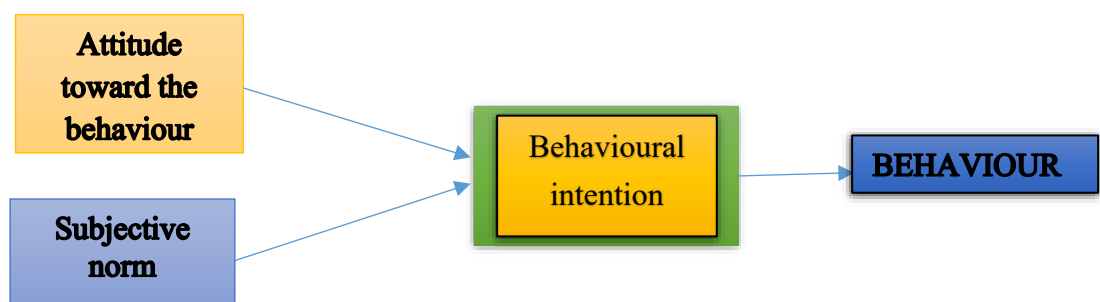 Attitude
toward the
behaviour
Subjective
norm
Behavioural
intention
BEHAVIOUR